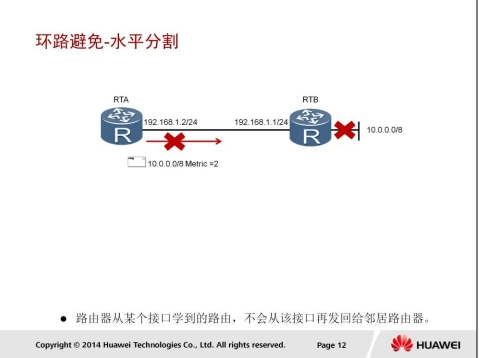 环路避免-水平分割
RTA
RTB
192.168.1.2/24
192.168.1.1/24
R
R
10.0.0.0/8
10.0.0.0/8 Metric =2
● 路由器从某个接口学到的路由，不会从该接口再发回给邻居路由器。
Copyright © 2014 Huawei Technologies Co., Ltd. All rights reserved.
Page 12
HUAWEI